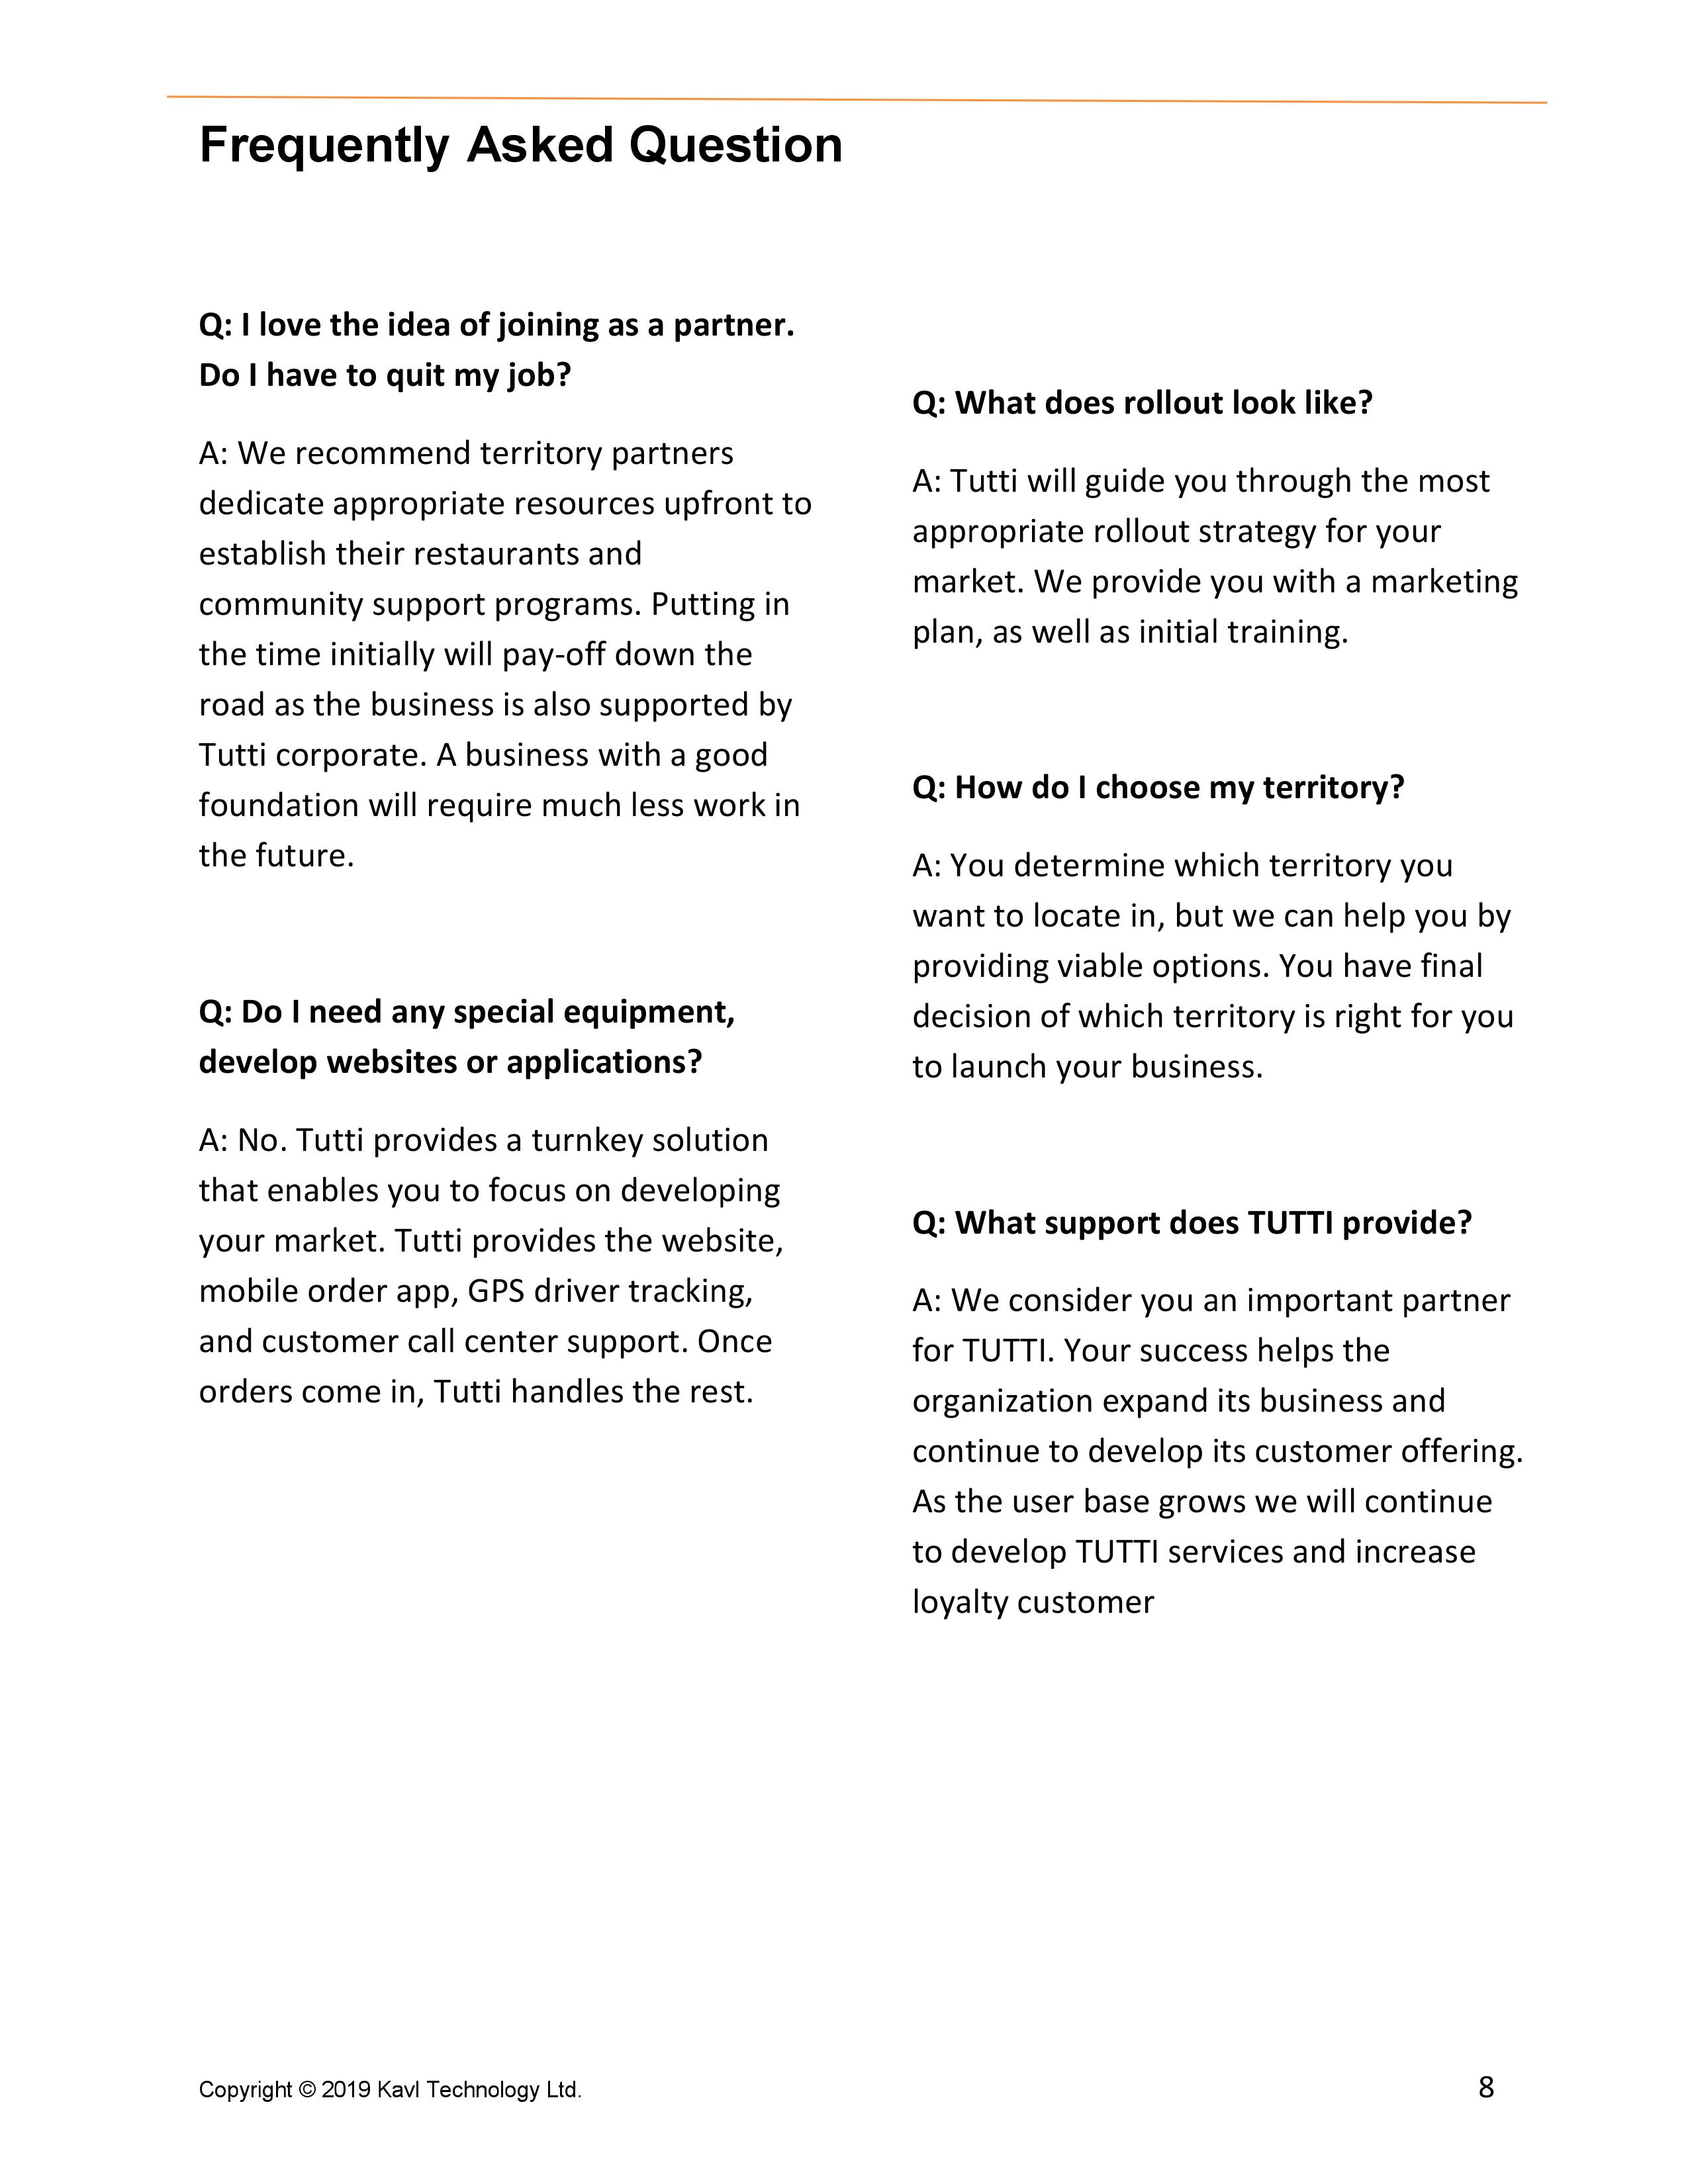 Frequently Asked Question
Q: I love the idea of joining as a partner.
Do I have to quit my job?
A: We recommend territory partners
dedicate appropriate resources upfront to
establish their restaurants and
community support programs. Putting in
the time initially will pay-off down the
road as the business is also supported by
Tutti corporate. A business with a good
foundation will require much less work in
the future.
Q: Do I need any special equipment,
develop websites or applications?
A: No. Tutti provides a turnkey solution
that enables you to focus on developing
your market. Tutti provides the website,
mobile order app, GPS driver tracking,
and customer call center support. Once
orders come in, Tutti handles the rest.
Q: What does rollout look like?
A: Tutti will guide you through the most
appropriate rollout strategy for your
market. We provide you with a marketing
plan, as well as initial training.
Q: How do I choose my territory?
A: You determine which territory you
want to locate in, but we can help you by
providing viable options. You have final
decision of which territory is right for you
to launch your business.
Q: What support does TUTTI provide?
A: We consider you an important partner
for TUTTI. Your success helps the
organization expand its business and
continue to develop its customer offering.
As the user base grows we will continue
to develop TUTTI services and increase
loyalty customer
Copyright © 2019 Kavl Technology Ltd.
8